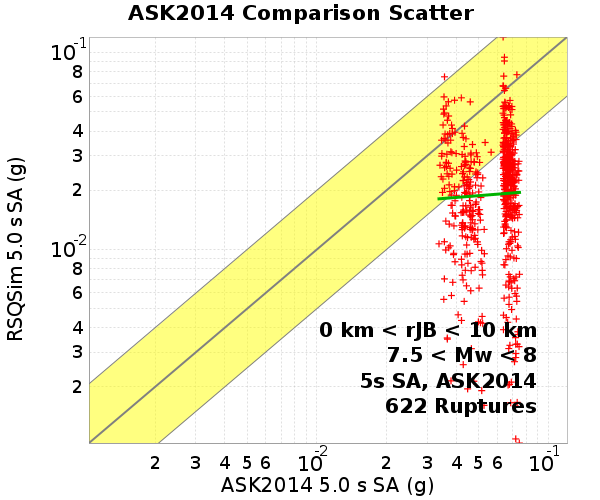 ASK2014 Comparison Scatter
10-1
8
6
4
3
2
10-2
8
6
4
3
2
RSQSim 5.0 s SA (g)
0 km < rJB < 10 km
7.5 < Mw < 8
5s SA, ASK2014
622 Ruptures
2 3 4 5 6 10-2 2 3 4 5 6 10-1
ASK2014 5.0 s SA (g)